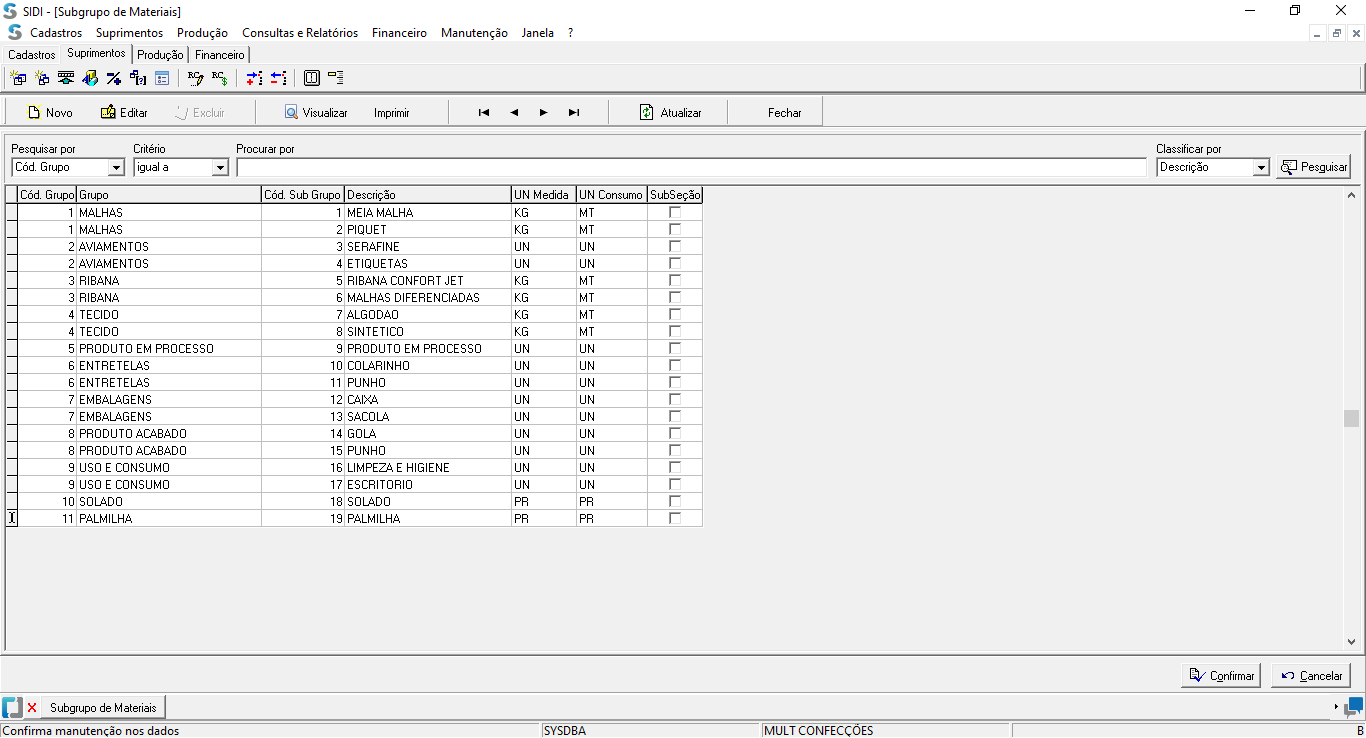 SIDI - [Subgrupo de Materiais]
Cadastros Suprimentos Produção Consultas e Relatórios Financeiro Manutenção Janela ?
Cadastros Suprimentos Produção Financeiro
Novo Editar Excluir Visualizar Imprimir Atualizar Fechar
Pesquisar por Critério Procurar por Classificar por
Cód. Grupo igual a Descrição Pesquisar
Cód. Grupo Grupo Cód. Sub Grupo Descrição UN Medida UN Consumo SubSeção
1 MALHAS 1 MEIA MALHA KG MT
1 MALHAS 2 PIQUET KG MT
2 AVIAMENTOS 3 SERAFINE UN UN
2 AVIAMENTOS 4 ETIQUETAS UN UN
3 RIBANA 5 RIBANA CONFORT JET KG MT
3 RIBANA 6 MALHAS DIFERENCIADAS KG MT
4 TECIDO 7 ALGODAO KG MT
4 TECIDO 8 SINTETICO KG MT
5 PRODUTO EM PROCESSO 9 PRODUTO EM PROCESSO UN UN
6 ENTRETELAS 10 COLARINHO UN UN
6 ENTRETELAS 11 PUNHO UN UN
7 EMBALAGENS 12 CAIXA UN UN
7 EMBALAGENS 13 SACOLA UN UN
8 PRODUTO ACABADO 14 GOLA UN UN
8 PRODUTO ACABADO 15 PUNHO UN UN
9 USO E CONSUMO 16 LIMPEZA E HIGIENE UN UN
9 USO E CONSUMO 17 ESCRITORIO UN UN
10 SOLADO 18 SOLADO PR PR
11 PALMILHA 19 PALMILHA PR PR
Confirmar Cancelar
Subgrupo de Materiais
Confirma manutenção nos dados SYSDBA MULT CONFECÇÕES B